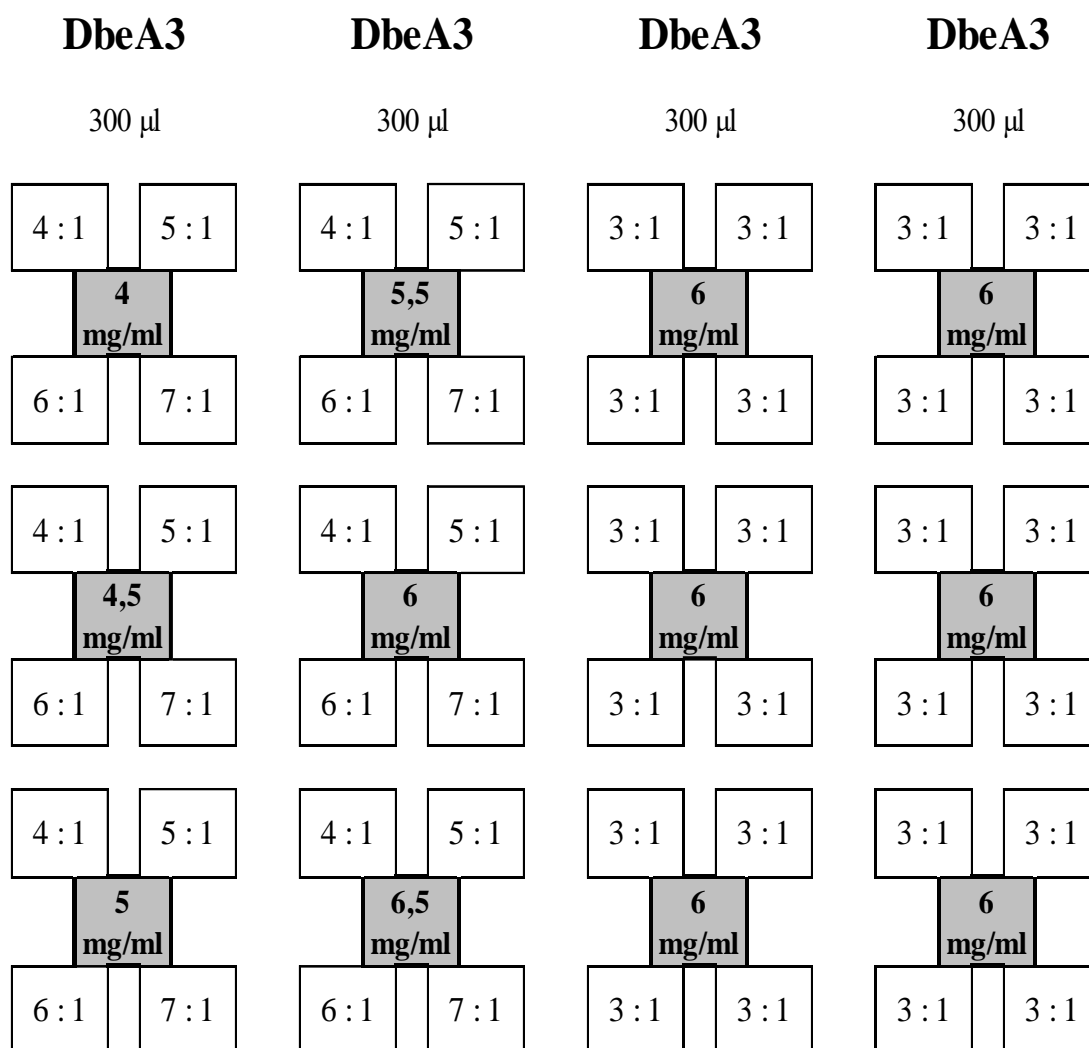 DbeA3 DbeA3 DbeA3 DbeA3
300 μl 300 μl 300 μl 300 μl
4 : 1 5 : 1 4 : 1 5 : 1 3 : 1 3 : 1 3 : 1 3 : 1
4 5,5 6 6
mg/ml mg/ml mg/ml mg/ml
6 : 1 7 : 1 6 : 1 7 : 1 3 : 1 3 : 1 3 : 1 3 : 1
4 : 1 5 : 1 4 : 1 5 : 1 3 : 1 3 : 1 3 : 1 3 : 1
4,5 6 6 6
mg/ml mg/ml mg/ml mg/ml
6 : 1 7 : 1 6 : 1 7 : 1 3 : 1 3 : 1 3 : 1 3 : 1
4 : 1 5 : 1 4 : 1 5 : 1 3 : 1 3 : 1 3 : 1 3 : 1
5 6,5 6 6
mg/ml mg/ml mg/ml mg/ml
6 : 1 7 : 1 6 : 1 7 : 1 3 : 1 3 : 1 3 : 1 3 : 1